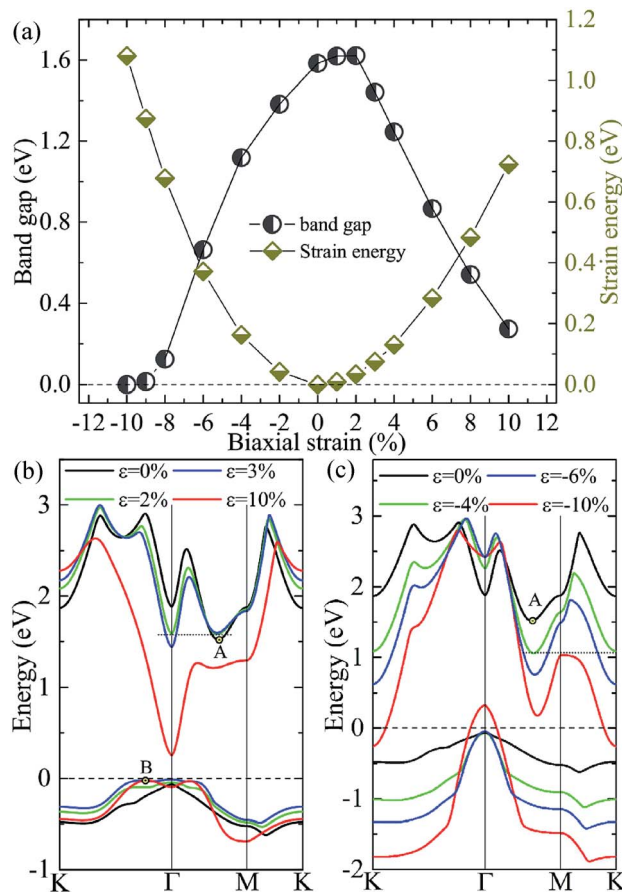 (a)
1.6
1.2
0.8
0.4
0.0
Band gap (eV)
1.2
1.0
0.8
0.6
0.4
0.2
0.0
Strain energy (eV)
band gap
Strain energy
-12 -10 -8 -6 -4 -2 0 2 4 6 8 10 12
Biaxial strain (%)
(b)
ε=0% ε=3%
ε=2% ε=10%
3
2
1
0
-1
Energy (eV)
A
B
K Γ M K
(c)
ε=0% ε=-6%
ε=-4% ε=-10%
3
2
1
0
-1
-2
Energy (eV)
A
K Γ M K